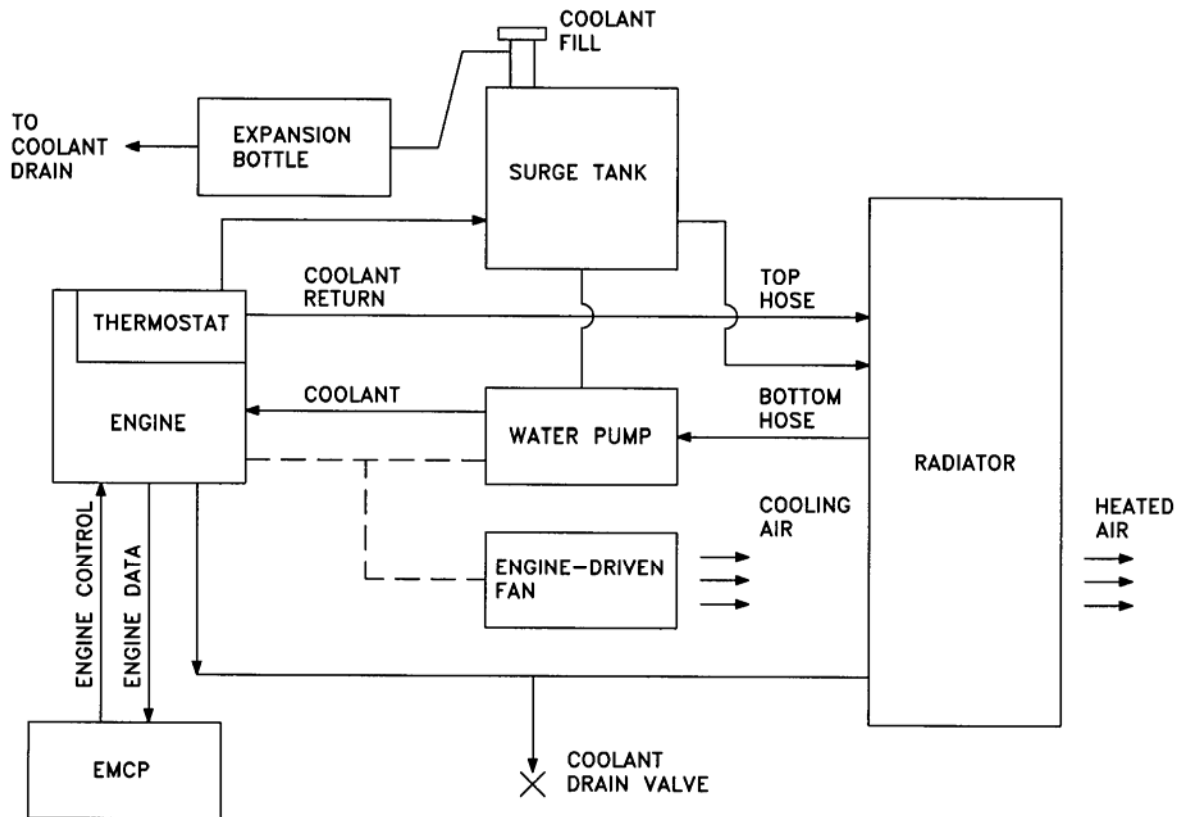 COOLANT
FILL
TO
COOLANT
DRAIN
EXPANSION
BOTTLE
SURGE TANK
COOLANT
RETURN
TOP
HOSE
THERMOSTAT
COOLANT
BOTTOM
HOSE
ENGINE
WATER PUMP
RADIATOR
COOLING
AIR
HEATED
AIR
ENGINE-DRIVEN
FAN
ENGINE CONTROL
ENGINE DATA
EMCP
COOLANT
DRAIN VALVE